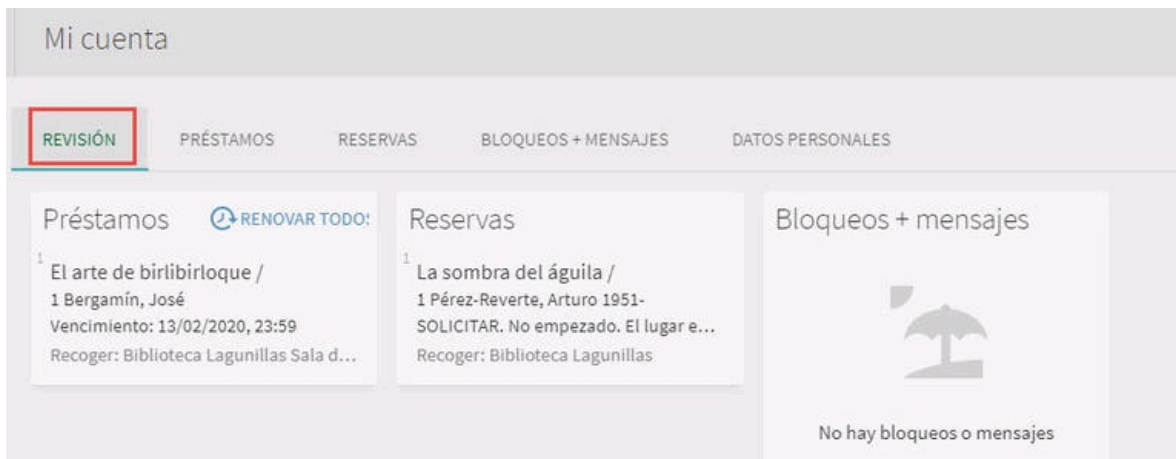 Mi cuenta
REVISIÓN PRÉSTAMOS RESERVAS BLOQUEOS + MENSAJES DATOS PERSONALES
Préstamos RENOVAR TODOS
1
El arte de birlibirloque /
1 Bergamín, José
Vencimiento: 13/02/2020, 23:59
Recoger: Biblioteca Lagunillas Sala d...
Reservas
1
La sombra del águila /
1 Pérez-Reverte, Arturo 1951-
SOLICITAR. No empezado. El lugar e...
Recoger: Biblioteca Lagunillas
Bloqueos + mensajes
No hay bloqueos o mensajes